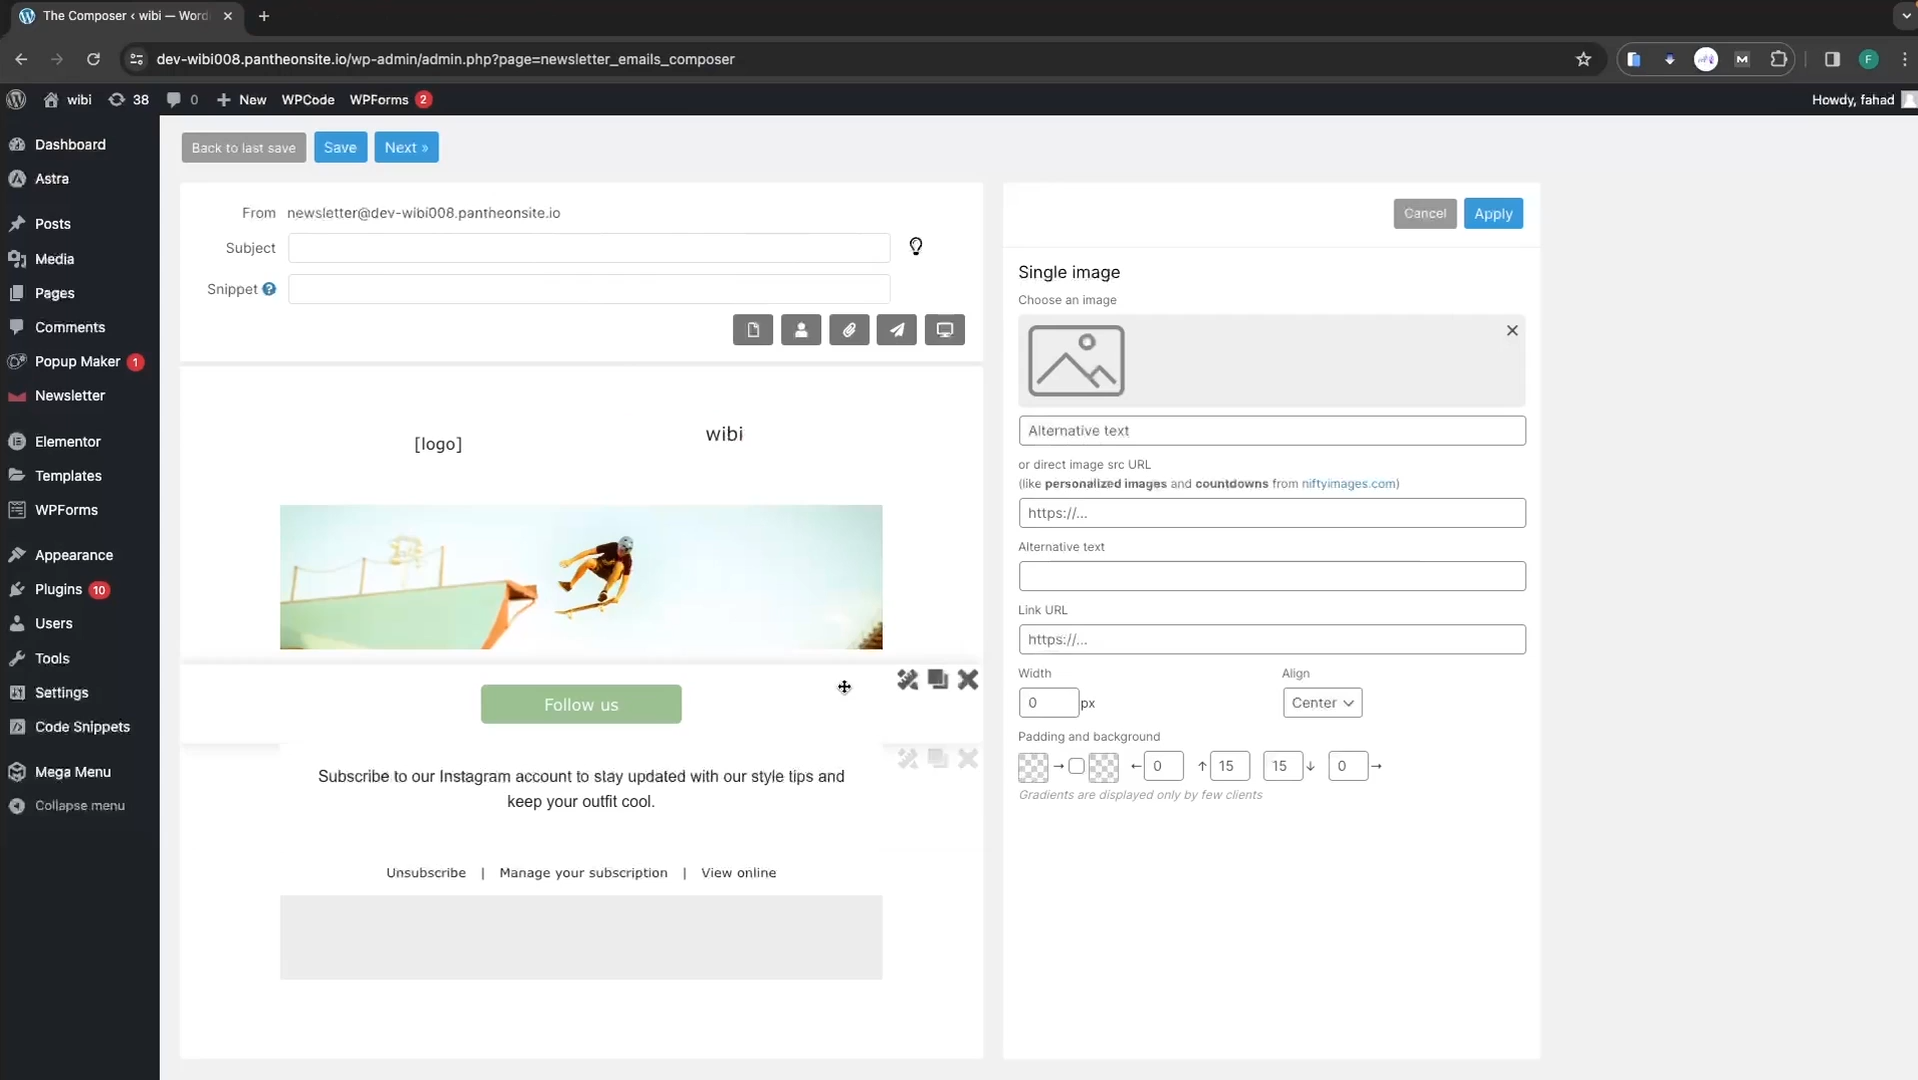 The Composer ‹ wibi — Word
dev-wibi008.pantheonsite.io/wp-admin/admin.php?page=newsletter_emails_composer
M
F
wibi
38
0
New
WPCode
WPForms
2
Howdy, fahad
Dashboard
Astra
Posts
Media
Pages
Comments
Popup Maker 1
Newsletter
Elementor
Templates
WPForms
Appearance
Plugins 10
Users
Tools
Settings
Code Snippets
Mega Menu
Collapse menu
Back to last save
Save
Next »
From newsletter@dev-wibi008.pantheonsite.io
Subject
Snippet ?
[logo]
wibi
Follow us
Subscribe to our Instagram account to stay updated with our style tips and
keep your outfit cool.
Unsubscribe | Manage your subscription | View online
Cancel
Apply
Single image
Choose an image
Alternative text
or direct image src URL
(like personalized images and countdowns from niftyimages.com)
https://...
Alternative text
Link URL
https://...
Width
Align
0 px
Center
Padding and background
→ ← 0 ↑ 15 15 ↓ 0 →
Gradients are displayed only by few clients